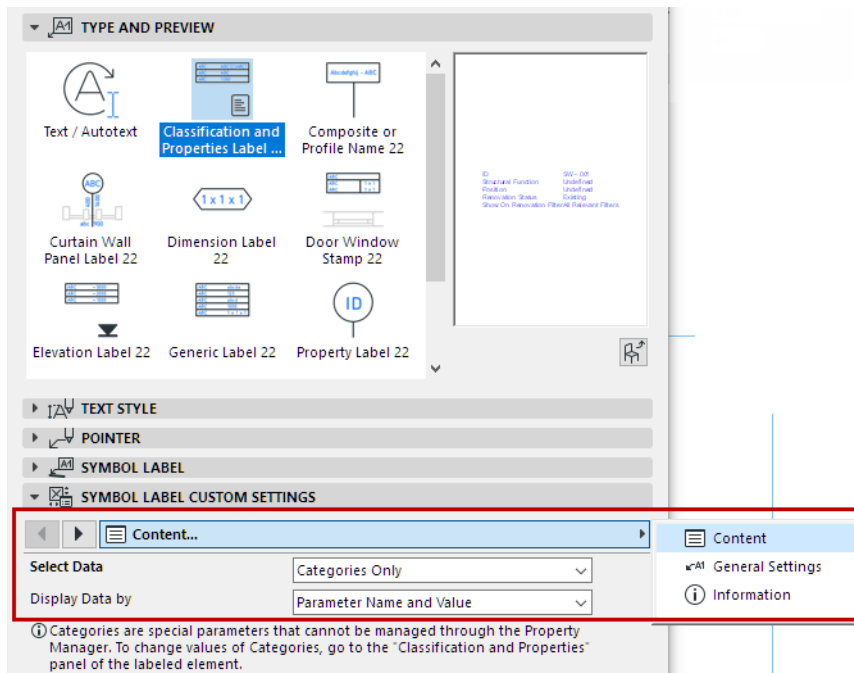 TYPE AND PREVIEW
Text / Autotext
Classification and
Properties Label ...
Composite or
Profile Name 22
Curtain Wall
Panel Label 22
Dimension Label
22
Door Window
Stamp 22
Elevation Label 22
Generic Label 22
Property Label 22
Abcdefghij - ABC
ABC
1 x 1 x 1
ID
ID SW - 001
Structural Function Undefined
Position Undefined
Renovation Status Existing
Show On Renovation Filter All Relevant Filters
TEXT STYLE
POINTER
SYMBOL LABEL
SYMBOL LABEL CUSTOM SETTINGS
Content...
Select Data
Categories Only
Display Data by
Parameter Name and Value
Categories are special parameters that cannot be managed through the Property
Manager. To change values of Categories, go to the "Classification and Properties"
panel of the labeled element.
Content
General Settings
Information